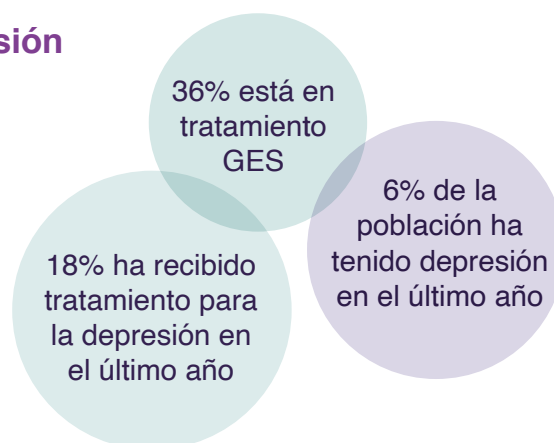 sión
36% está en
tratamiento
GES
6% de la
población ha
tenido depresión
en el último año
18% ha recibido
tratamiento para
la depresión en
el último año